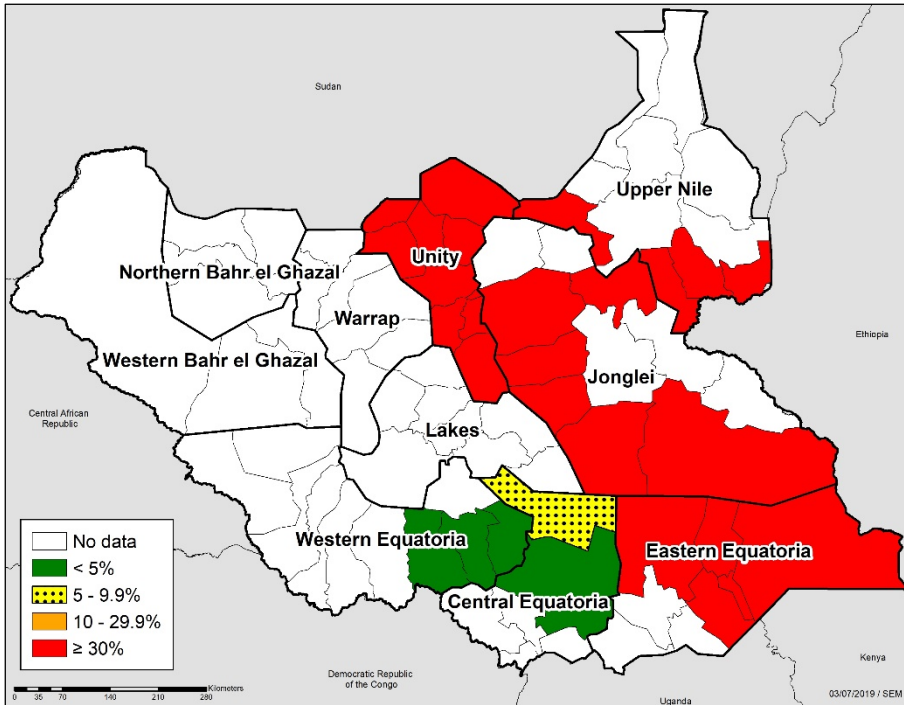 Sudan
Upper Nile
Unity
Northern Bahr el Ghazal
Warrap
Ethiopia
Western Bahr el Ghazal
Jonglei
Central African
Republic
Lakes
Western Equatoria
Eastern Equatoria
Central Equatoria
No data
< 5%
5 - 9.9%
10 - 29.9%
≥ 30%
Kilometers
0 35 70 140 210 280
Democratic Republic
of the Congo
Kenya
Uganda
03/07/2019 / SEM